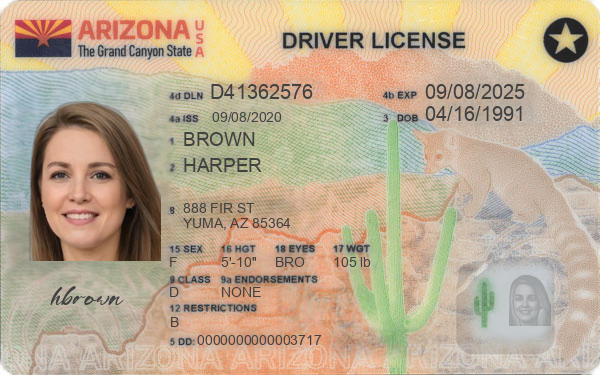 ARIZONA USA
The Grand Canyon State
DRIVER LICENSE
4d DLN D41362576
4b EXP 09/08/2025
4a ISS 09/08/2020
3 DOB 04/16/1991
1 BROWN
2 HARPER
8 888 FIR ST
YUMA, AZ 85364
15 SEX 16 HGT 18 EYES 17 WGT
F 5'-10" BRO 105 lb
9 CLASS 9a ENDORSEMENTS
D NONE
12 RESTRICTIONS
B
5 DD: 0000000000003717
hbrown
ARIZONA ARIZONA ARIZONA ARIZONA